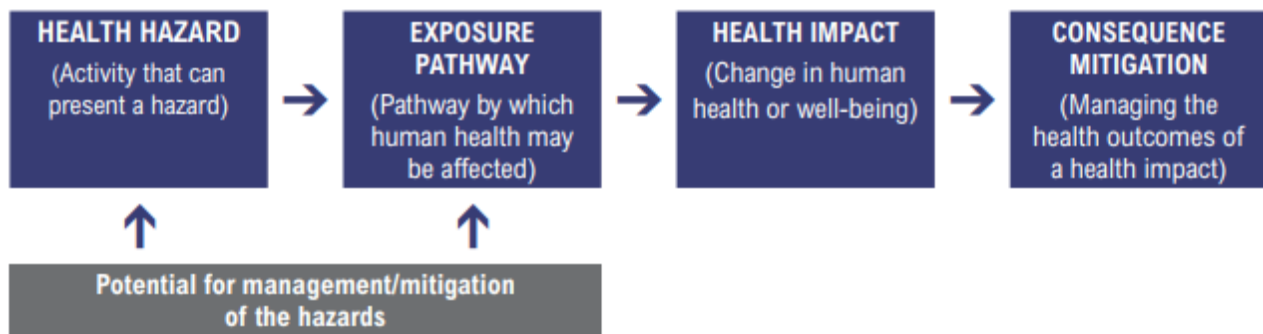 HEALTH HAZARD
(Activity that can
present a hazard)
EXPOSURE
PATHWAY
(Pathway by which
human health may
be affected)
HEALTH IMPACT
(Change in human
health or well-being)
CONSEQUENCE
MITIGATION
(Managing the
health outcomes of
a health impact)
Potential for management/mitigation
of the hazards